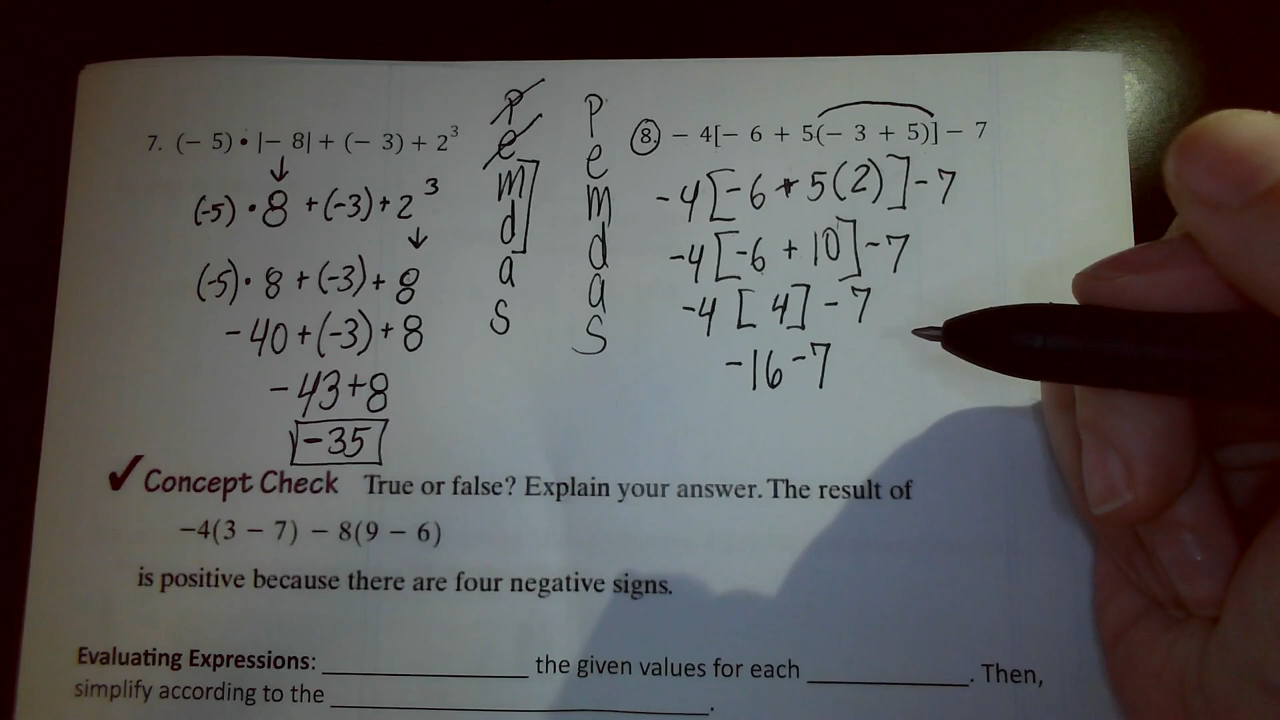 7. (− 5) • |− 8| + (− 3) + 2³
↓
(-5) · 8 + (-3) + 2³
↓
(-5) · 8 + (-3) + 8
-40 + (-3) + 8
-43 + 8
-35
P
e
m
d
a
s
P
e
m
d
a
s
8. − 4[− 6 + 5(− 3 + 5)] − 7
-4[-6 + 5(2)] - 7
-4[-6 + 10] - 7
-4[4] - 7
-16 - 7
✓ Concept Check True or false? Explain your answer. The result of
−4(3 − 7) − 8(9 − 6)
is positive because there are four negative signs.
Evaluating Expressions: ____________ the given values for each ____________. Then,
simplify according to the ____________________________.